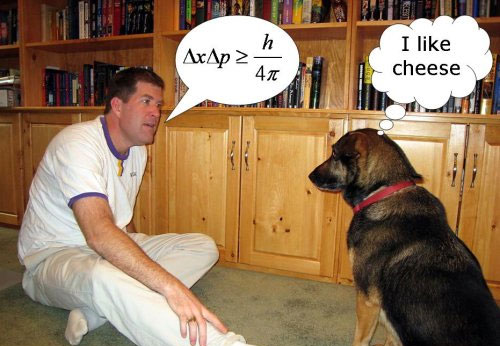 ΔxΔp ≥ h/4π
I like
cheese